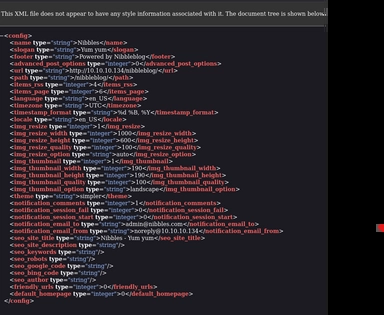 This XML file does not appear to have any style information associated with it. The document tree is shown below.
<config>
<name type="string">Nibbles</name>
<slogan type="string">Yum yum</slogan>
<footer type="string">Powered by Nibbleblog</footer>
<advanced_post_options type="integer">0</advanced_post_options>
<url type="string">http://10.10.10.134/nibbleblog/</url>
<path type="string">/nibbleblog/</path>
<items_rss type="integer">4</items_rss>
<items_page type="integer">6</items_page>
<language type="string">en_US</language>
<timezone type="string">UTC</timezone>
<timestamp_format type="string">%d %B, %Y</timestamp_format>
<locale type="string">en_US</locale>
<img_resize type="integer">1</img_resize>
<img_resize_width type="integer">1000</img_resize_width>
<img_resize_height type="integer">600</img_resize_height>
<img_resize_quality type="integer">100</img_resize_quality>
<img_resize_option type="string">auto</img_resize_option>
<img_thumbnail type="integer">1</img_thumbnail>
<img_thumbnail_width type="integer">190</img_thumbnail_width>
<img_thumbnail_height type="integer">190</img_thumbnail_height>
<img_thumbnail_quality type="integer">100</img_thumbnail_quality>
<img_thumbnail_option type="string">landscape</img_thumbnail_option>
<theme type="string">simpler</theme>
<notification_comments type="integer">1</notification_comments>
<notification_session_fail type="integer">0</notification_session_fail>
<notification_session_start type="integer">0</notification_session_start>
<notification_email_to type="string">admin@nibbles.com</notification_email_to>
<notification_email_from type="string">noreply@10.10.10.134</notification_email_from>
<seo_site_title type="string">Nibbles - Yum yum</seo_site_title>
<seo_site_description type="string"/>
<seo_keywords type="string"/>
<seo_robots type="string"/>
<seo_google_code type="string"/>
<seo_bing_code type="string"/>
<seo_author type="string"/>
<friendly_urls type="integer">0</friendly_urls>
<default_homepage type="integer">0</default_homepage>
</config>